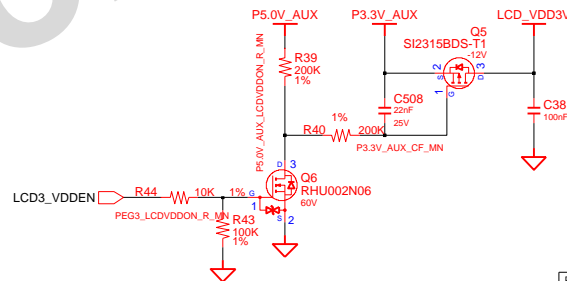 P5.0V_AUX
P3.3V_AUX
LCD_VDD3V
Q5
SI2315BDS-T1
-12V
2
S
D
3
1
G
R39
200K
1%
P5.0V_AUX_LCDVDDON_R_MN
C508
22nF
25V
C38
100nF
1%
R40
200K
P3.3V_AUX_CF_MN
D
3
Q6
RHU002N06
60V
LCD3_VDDEN
R44
10K
1%
G
1
S
2
PEG3_LCDVDDON_R_MN
R43
100K
1%